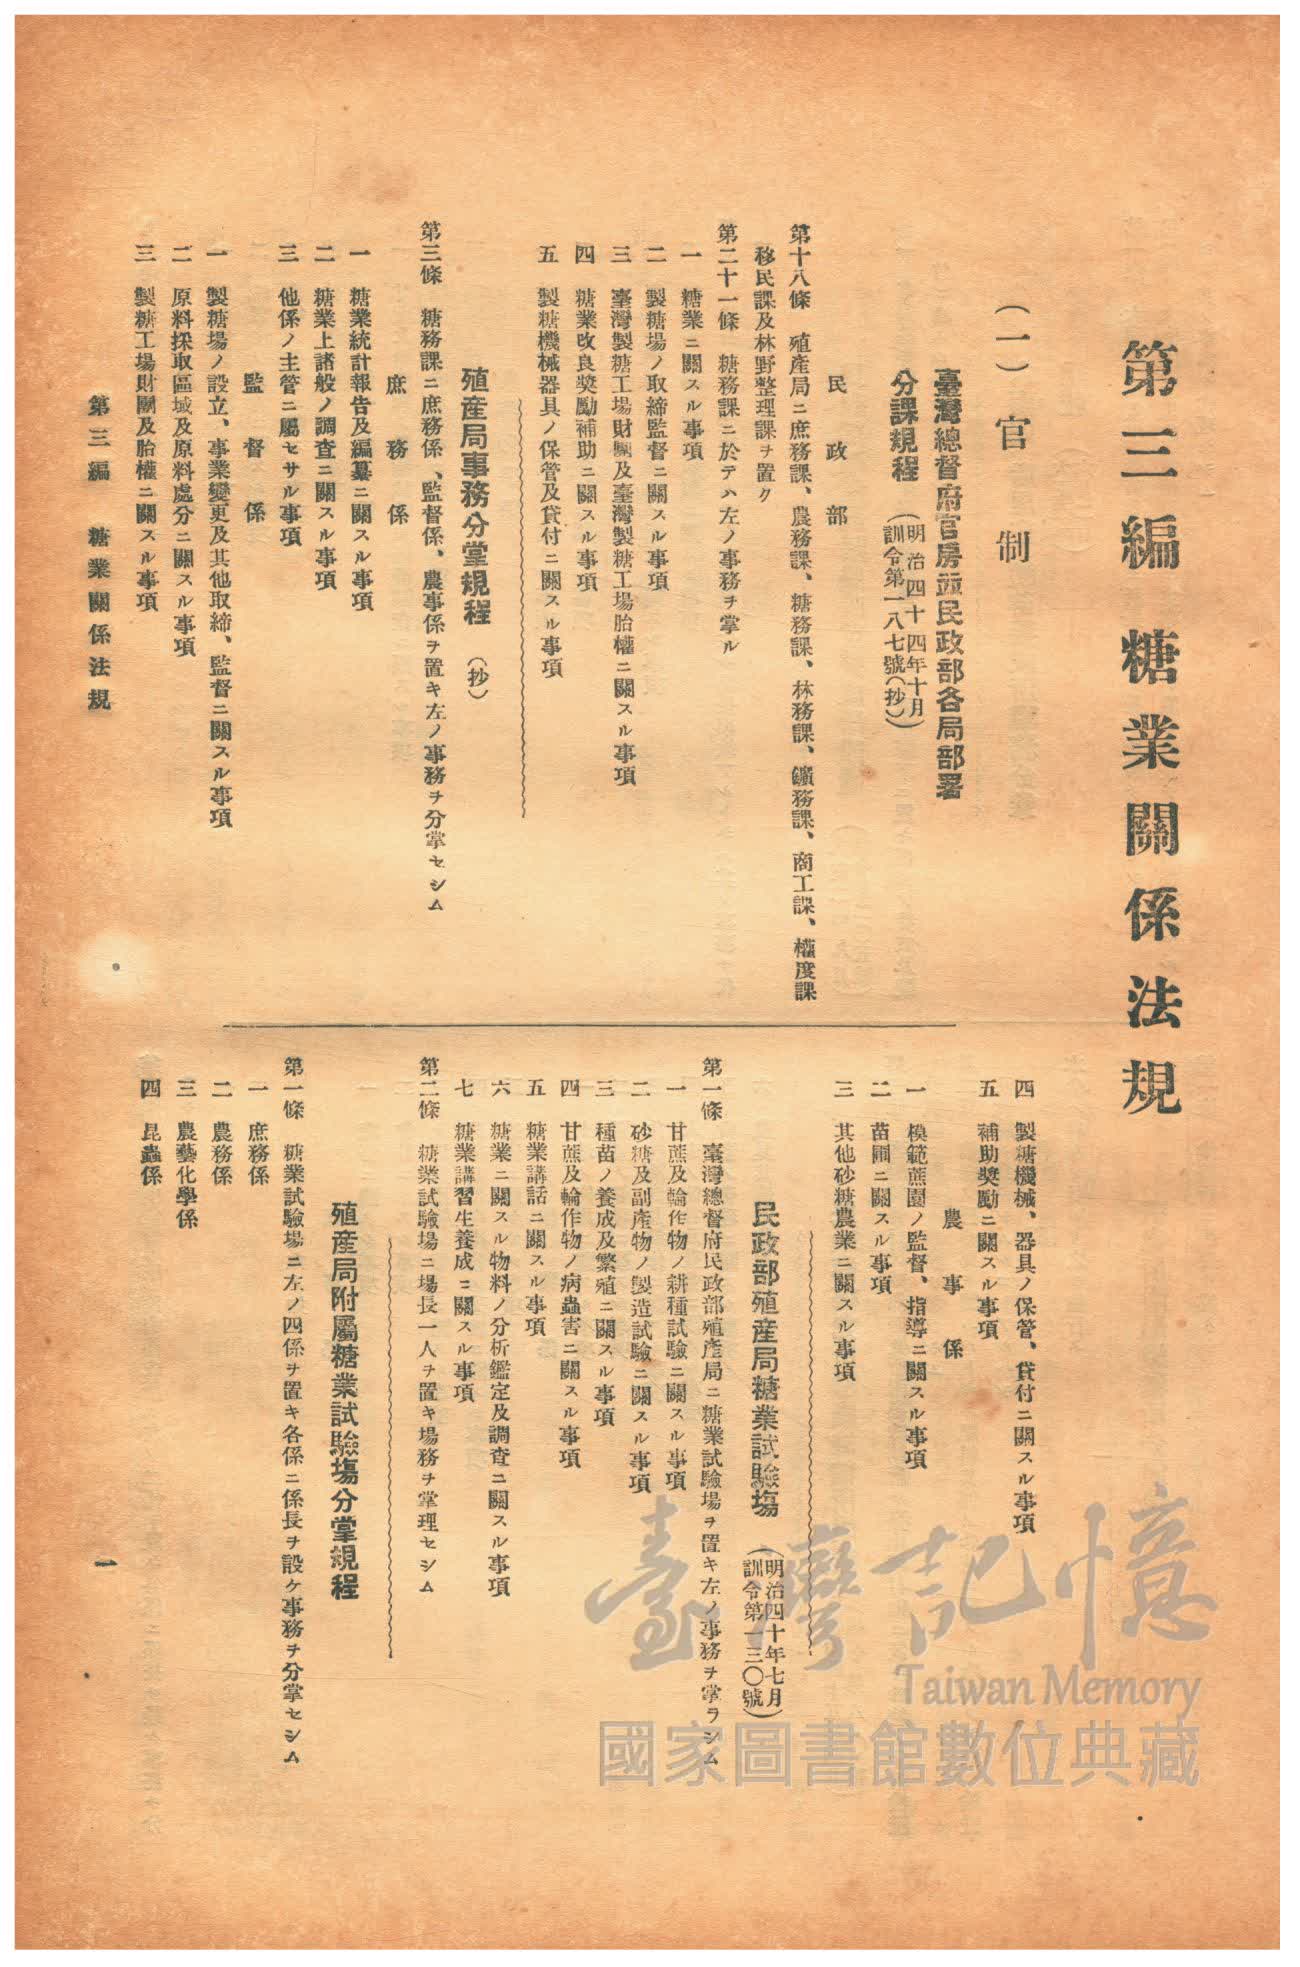 第三編 糖業關係法規
(一) 官制
臺灣總督府官房竝民政部各局部署
分課規程 (明治四十四年十月
訓令第一八七號(抄))
民政部
第十八條 殖產局ニ庶務課、農務課、糖務課、林務課、鑛務課、商工課、權度課
移民課及林野整理課ヲ置ク
第二十一條 糖務課ニ於テハ左ノ事務ヲ掌ル
一 糖業ニ關スル事項
二 製糖場ノ取締監督ニ關スル事項
三 臺灣製糖工場財團及臺灣製糖工場胎權ニ關スル事項
四 糖業改良奬勵補助ニ關スル事項
五 製糖機械器具ノ保管及貸付ニ關スル事項
殖産局事務分掌規程 (抄)
第三條 糖務課ニ庶務係、監督係、農事係ヲ置キ左ノ事務ヲ分掌セシム
庶務係
一 糖業統計報告及編纂ニ關スル事項
二 糖業上諸般ノ調査ニ關スル事項
三 他係ノ主管ニ屬セサル事項
監督係
一 製糖場ノ設立、事業變更及其他取締、監督ニ關スル事項
二 原料採取區域及原料處分ニ關スル事項
三 製糖工場財團及胎權ニ關スル事項
四 製糖機械、器具ノ保管、貸付ニ關スル事項
五 補助奬勵ニ關スル事項
農事係
一 模範蔗園ノ監督、指導ニ關スル事項
二 苗圃ニ關スル事項
三 其他砂糖農業ニ關スル事項
民政部殖産局糖業試驗塲 (明治四十年七月
訓令第一三〇號)
第一條 臺灣總督府民政部殖產局ニ糖業試驗場ヲ置キ左ノ事務ヲ掌ラシム
一 甘蔗及輪作物ノ耕種試驗ニ關スル事項
二 砂糖及副產物ノ製造試驗ニ關スル事項
三 種苗ノ養成及繁殖ニ關スル事項
四 甘蔗及輪作物ノ病蟲害ニ關スル事項
五 糖業講話ニ關スル事項
六 糖業ニ關スル物料ノ分析鑑定及調査ニ關スル事項
七 糖業講習生養成ニ關スル事項
第二條 糖業試驗場ニ場長一人ヲ置キ場務ヲ掌理セシム
殖産局附屬糖業試驗塲分掌規程
第一條 糖業試驗場ニ左ノ四係ヲ置キ各係ニ係長ヲ設ケ事務ヲ分掌セシム
一 庶務係
二 農務係
三 農藝化學係
四 昆蟲係
第三編 糖業關係法規
一
臺灣記憶
Taiwan Memory
國家圖書館數位典藏